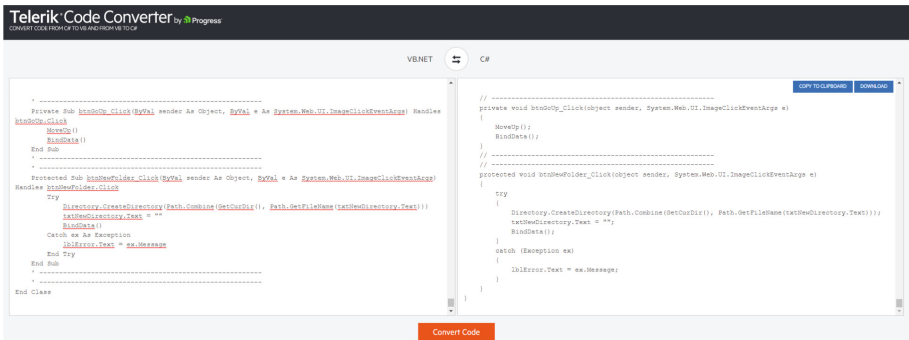 Telerik Code Converter by Progress
CONVERT CODE FROM C# TO VB AND FROM VB TO C#
VB.NET C#
' --------------------------------------------------------
Private Sub btnGoUp_Click(ByVal sender As Object, ByVal e As System.Web.UI.ImageClickEventArgs) Handles
btnGoUp.Click
MoveUp()
BindData()
End Sub
' --------------------------------------------------------
' --------------------------------------------------------
Protected Sub btnNewFolder_Click(ByVal sender As Object, ByVal e As System.Web.UI.ImageClickEventArgs)
Handles btnNewFolder.Click
Try
Directory.CreateDirectory(Path.Combine(GetCurDir(), Path.GetFileName(txtNewDirectory.Text)))
txtNewDirectory.Text = ""
BindData()
Catch ex As Exception
lblError.Text = ex.Message
End Try
End Sub
' --------------------------------------------------------
' --------------------------------------------------------
End Class
COPY TO CLIPBOARD DOWNLOAD
// --------------------------------------------------------
private void btnGoUp_Click(object sender, System.Web.UI.ImageClickEventArgs e)
{
MoveUp();
BindData();
}
// --------------------------------------------------------
// --------------------------------------------------------
protected void btnNewFolder_Click(object sender, System.Web.UI.ImageClickEventArgs e)
{
try
{
Directory.CreateDirectory(Path.Combine(GetCurDir(), Path.GetFileName(txtNewDirectory.Text)));
txtNewDirectory.Text = "";
BindData();
}
catch (Exception ex)
{
lblError.Text = ex.Message;
}
}
}
Convert Code